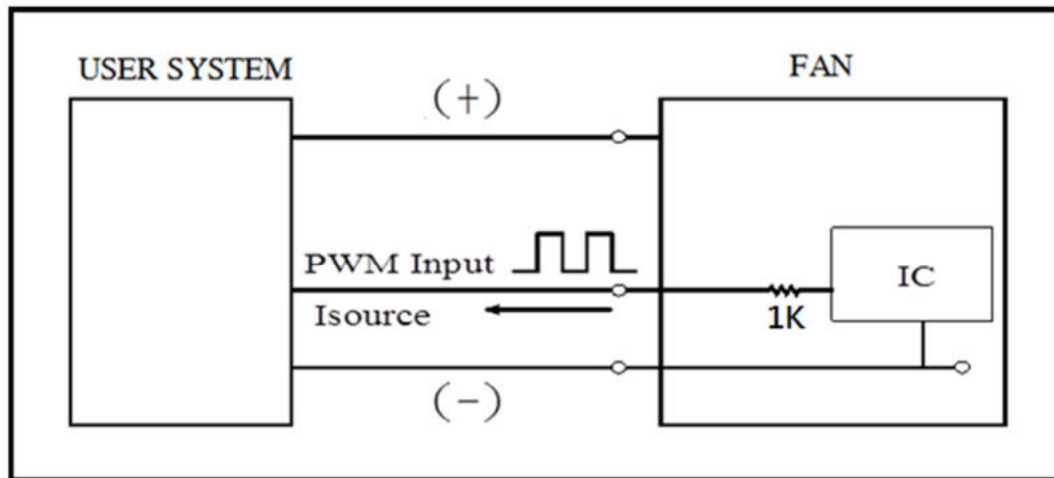 USER SYSTEM
FAN
(+)
PWM Input
IC
Isource
1K
(-)